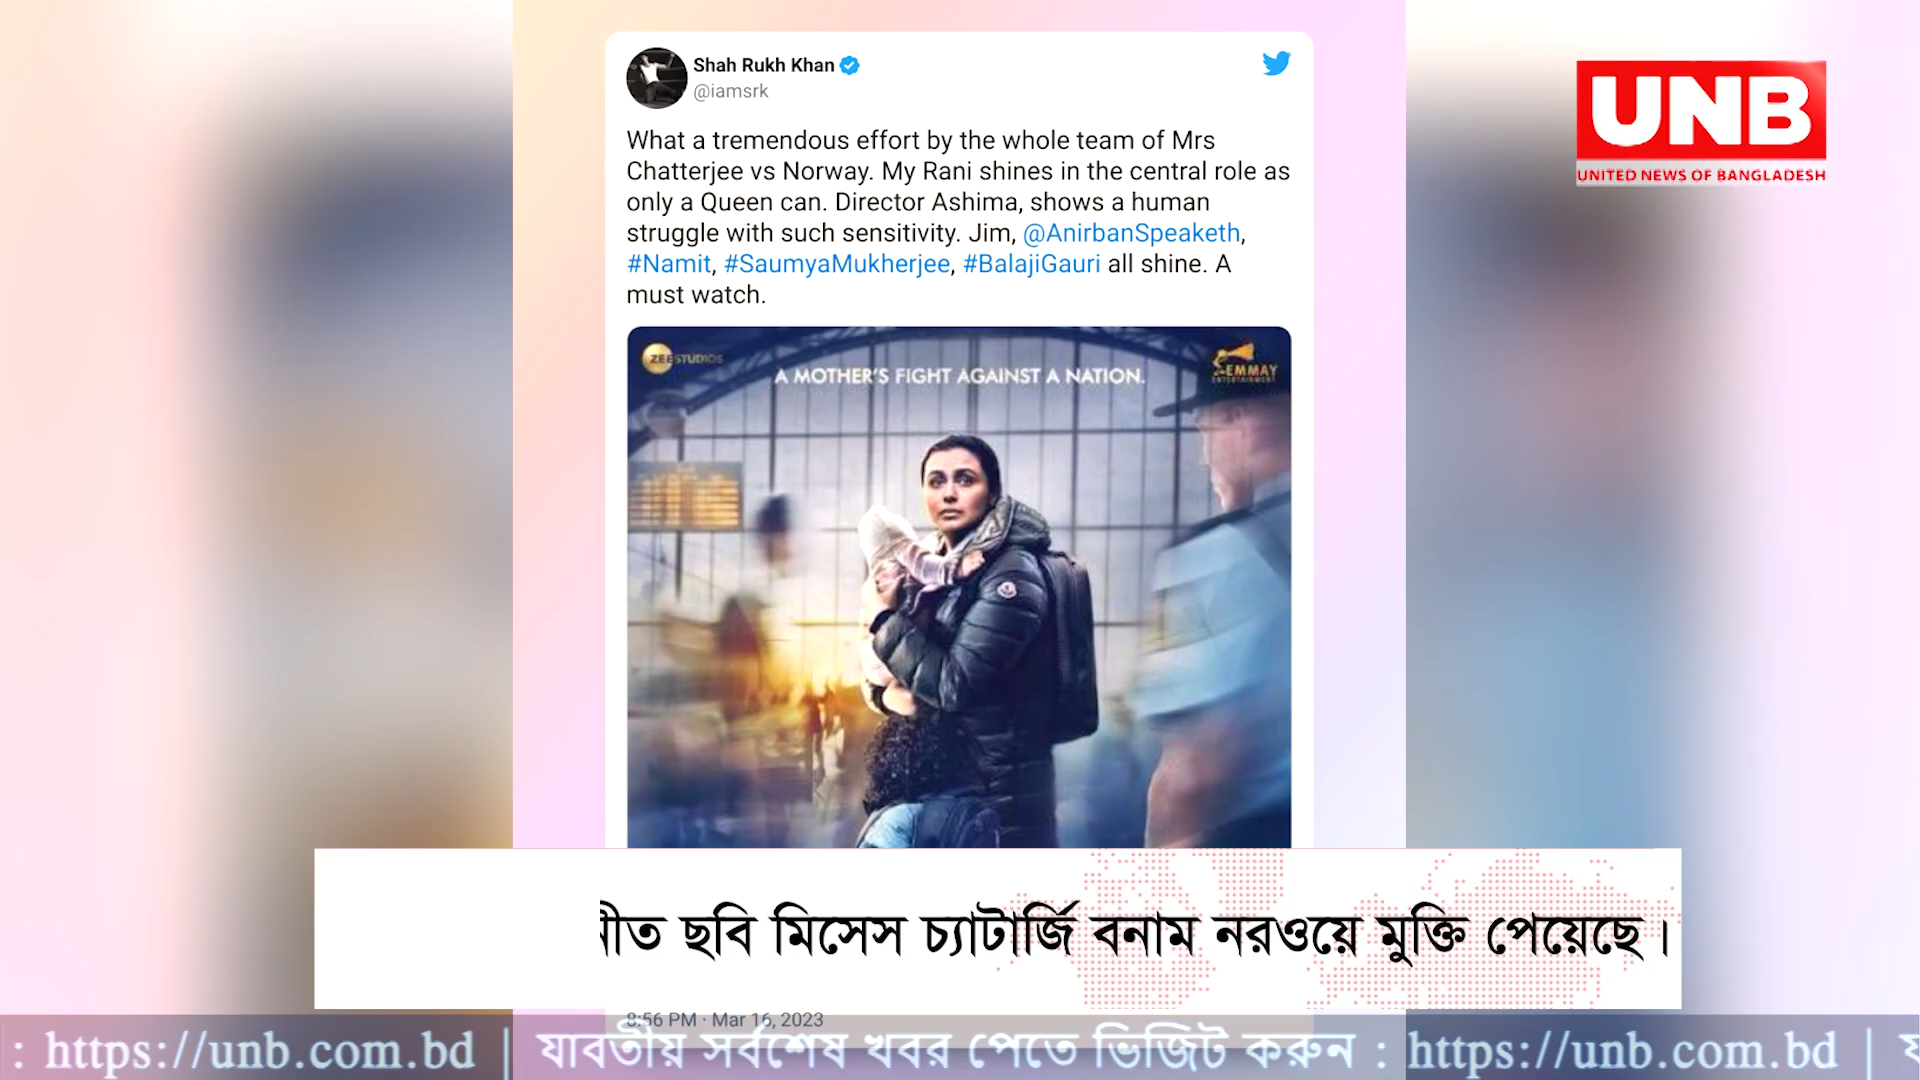 Shah Rukh Khan
@iamsrk
UNB
UNITED NEWS OF BANGLADESH
What a tremendous effort by the whole team of Mrs
Chatterjee vs Norway. My Rani shines in the central role as
only a Queen can. Director Ashima, shows a human
struggle with such sensitivity. Jim, @AnirbanSpeaketh,
#Namit, #SaumyaMukherjee, #BalajiGauri all shine. A
must watch.
ZEE STUDIOS
EMMAY
ENTERTAINMENT
A MOTHER'S FIGHT AGAINST A NATION.
ছবি মিসেস চ্যাটার্জি বনাম নরওয়ে মুক্তি পেয়েছে।
8:56 PM · Mar 16, 2023
: https://unb.com.bd | যাবতীয় সর্বশেষ খবর পেতে ভিজিট করুন : https://unb.com.bd |